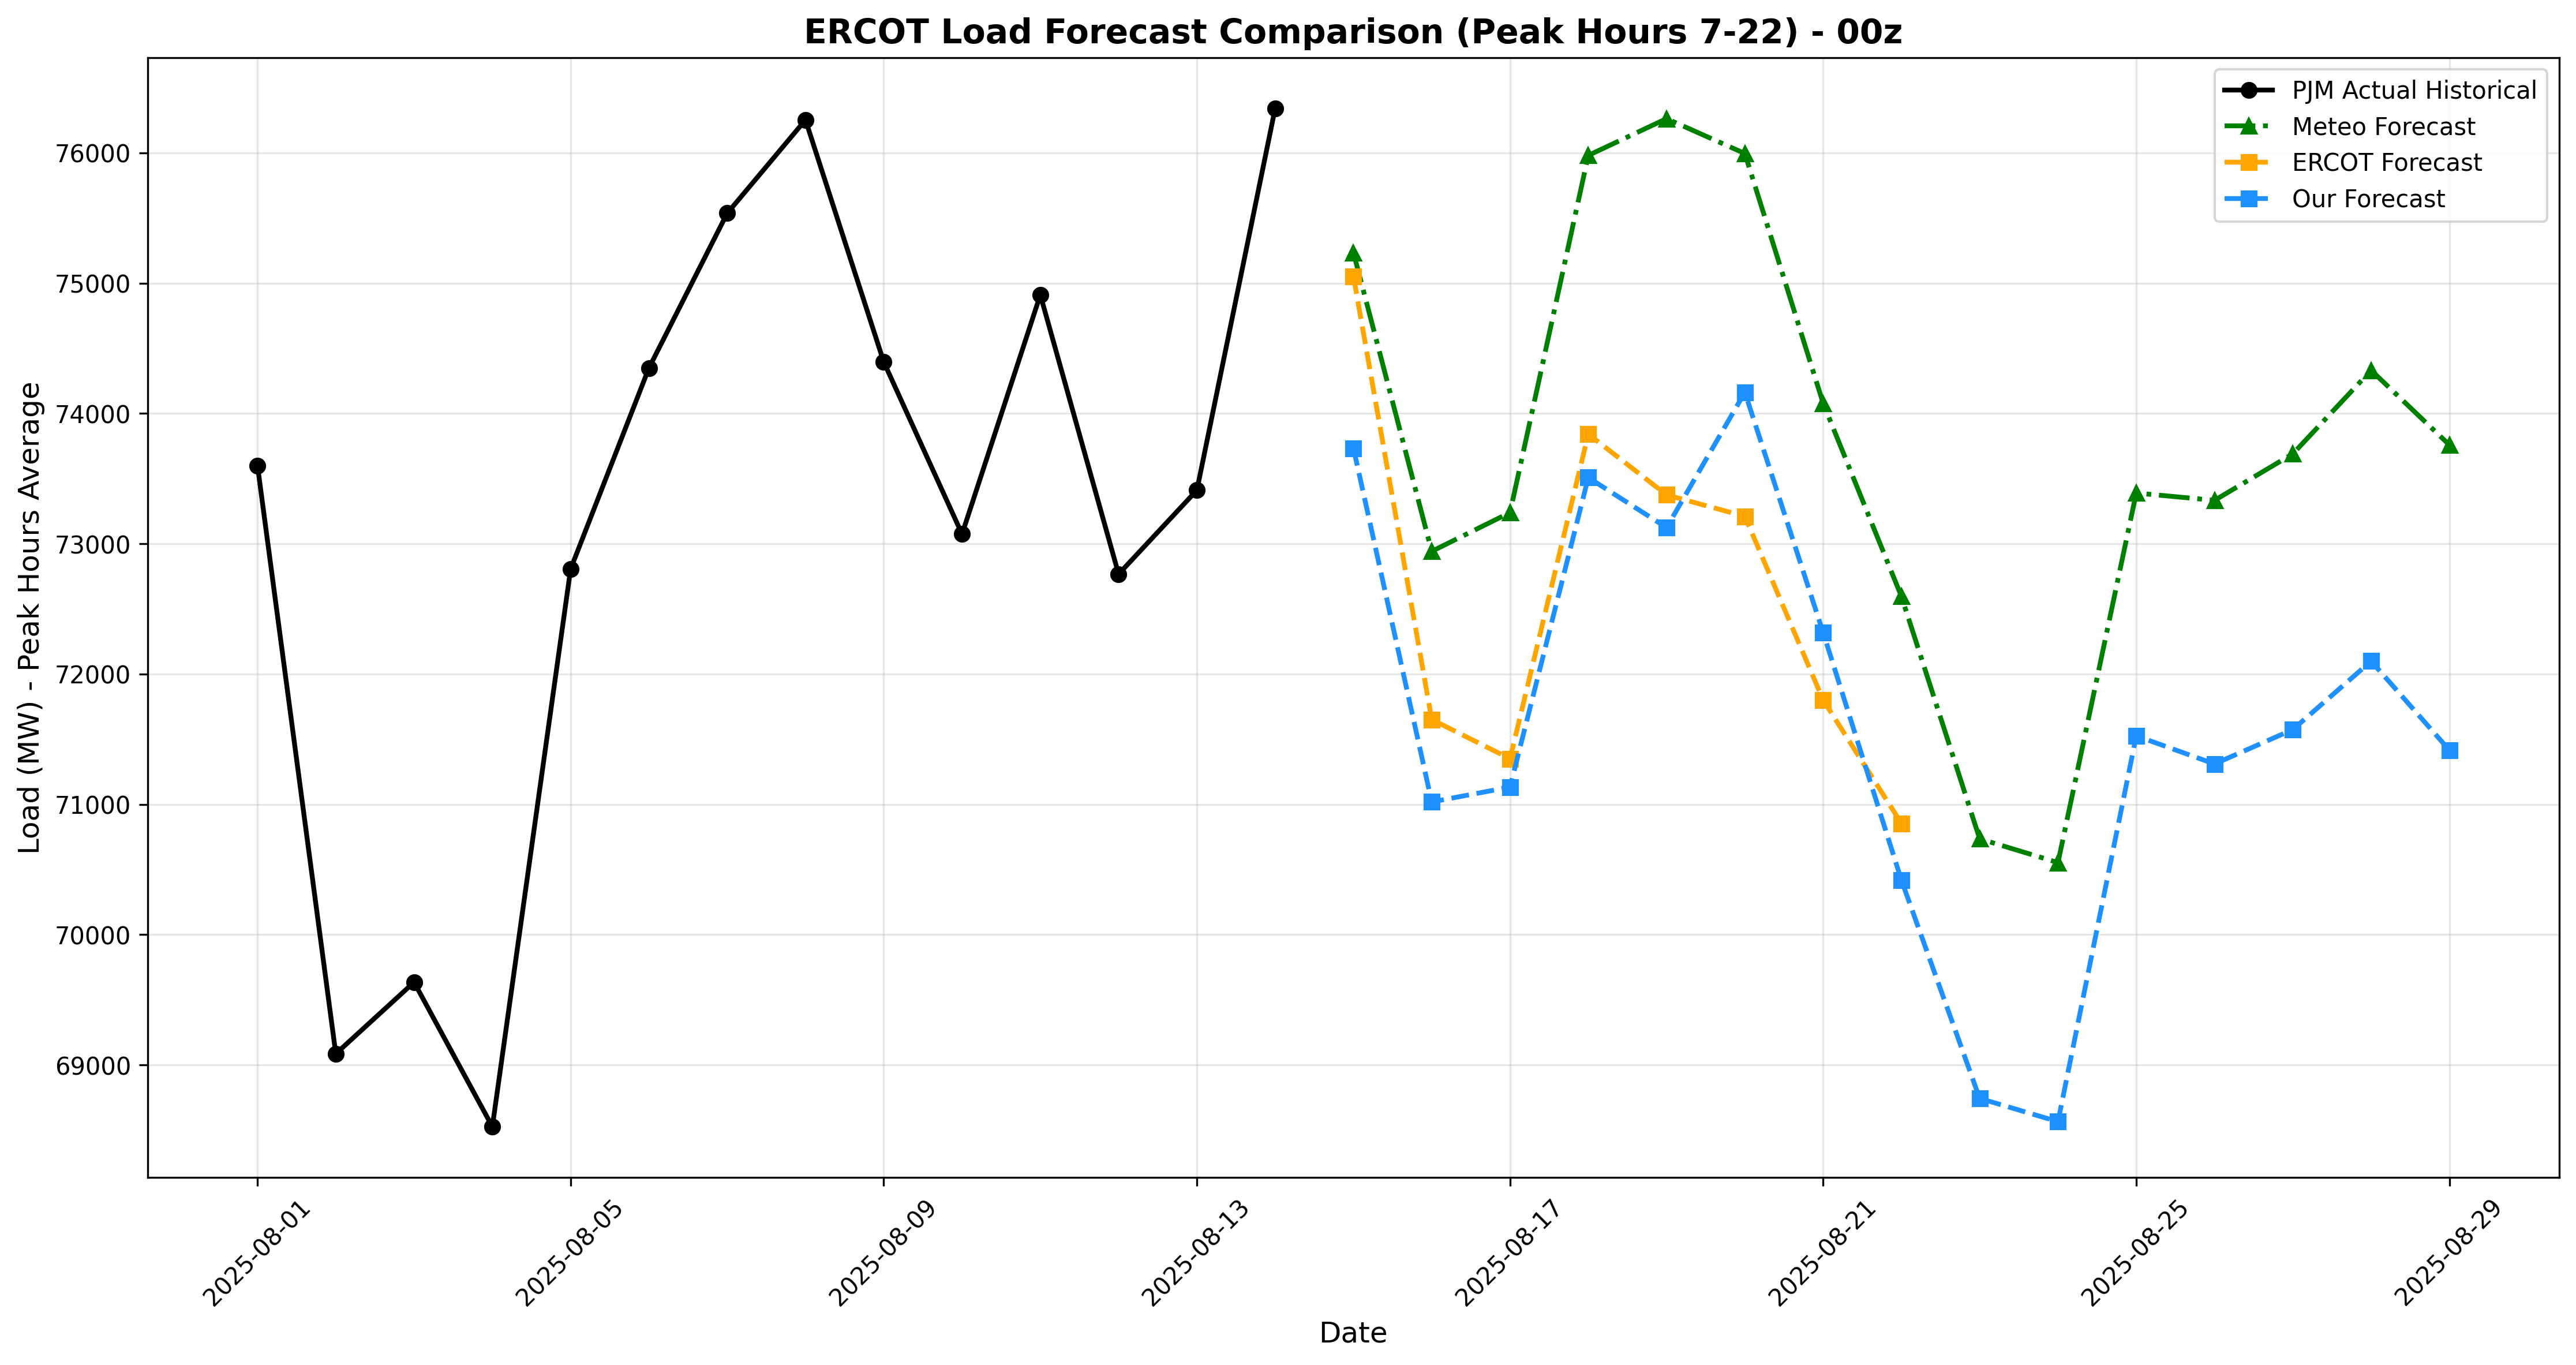 ERCOT Load Forecast Comparison (Peak Hours 7-22) - 00z
PJM Actual Historical
Meteo Forecast
ERCOT Forecast
Our Forecast
Load (MW) - Peak Hours Average
76000
75000
74000
73000
72000
71000
70000
69000
2025-08-01
2025-08-05
2025-08-09
2025-08-13
2025-08-17
2025-08-21
2025-08-25
2025-08-29
Date